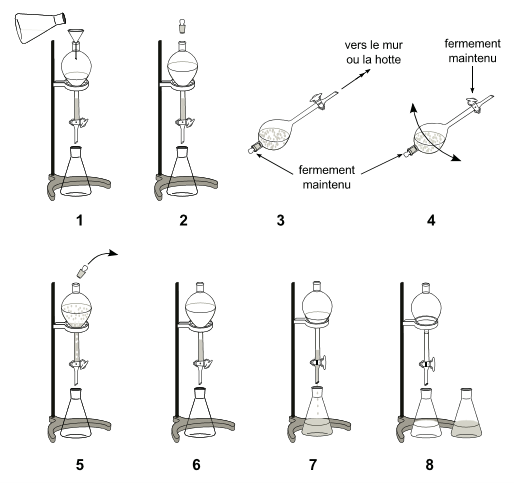 vers le mur
ou la hotte
fermement
maintenu
fermement
maintenu
1
2
3
4
5
6
7
8